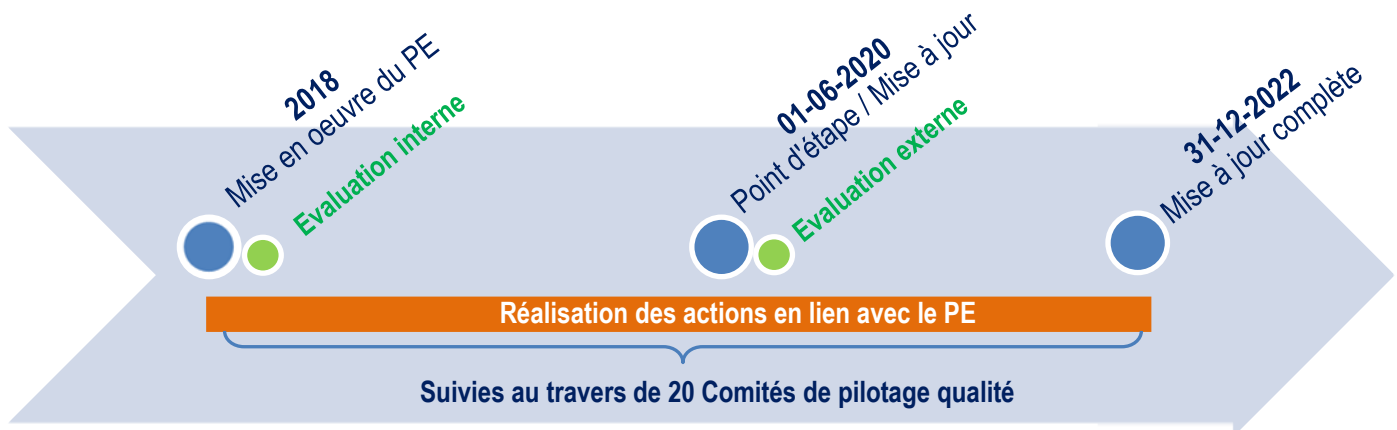 2018
Mise en oeuvre du PE
Evaluation interne
01-06-2020
Point d'étape / Mise à jour
Evaluation externe
31-12-2022
Mise à jour complète
Réalisation des actions en lien avec le PE
Suivies au travers de 20 Comités de pilotage qualité